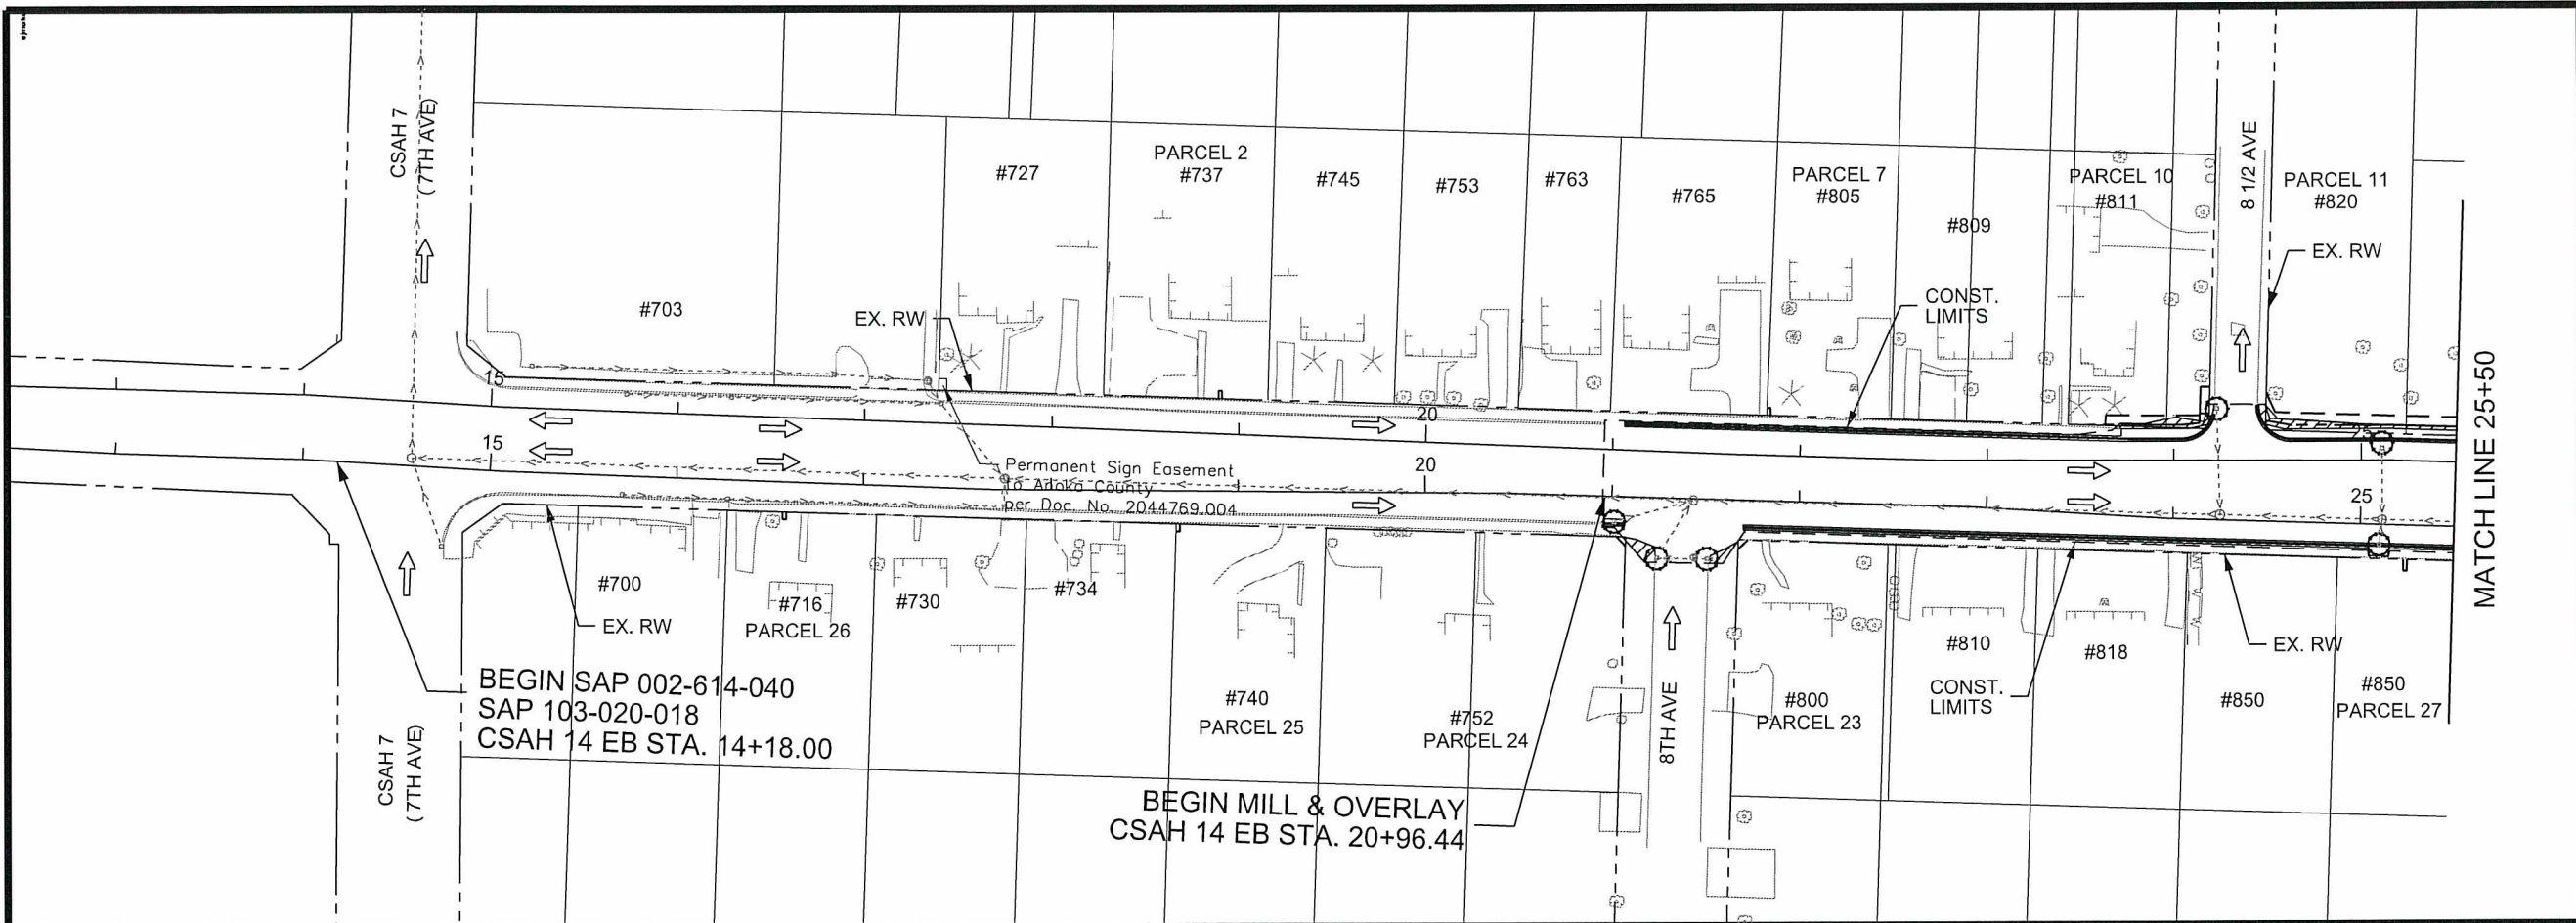 CSAH 7
(7TH AVE)
#703
EX. RW
#727
PARCEL 2
#737
#745
#753
#763
#765
PARCEL 7
#805
#809
CONST.
LIMITS
PARCEL 10
#811
8 1/2 AVE
PARCEL 11
#820
EX. RW
MATCH LINE 25+50
15
20
15
20
25
Permanent Sign Easement
To Anoka County
per Doc. No. 2044769.004
#700
EX. RW
#716
PARCEL 26
#730
#734
#740
PARCEL 25
#752
PARCEL 24
8TH AVE
#800
PARCEL 23
#810
CONST.
LIMITS
#818
#850
EX. RW
#850
PARCEL 27
BEGIN SAP 002-614-040
SAP 103-020-018
CSAH 14 EB STA. 14+18.00
CSAH 7
(7TH AVE)
BEGIN MILL & OVERLAY
CSAH 14 EB STA. 20+96.44